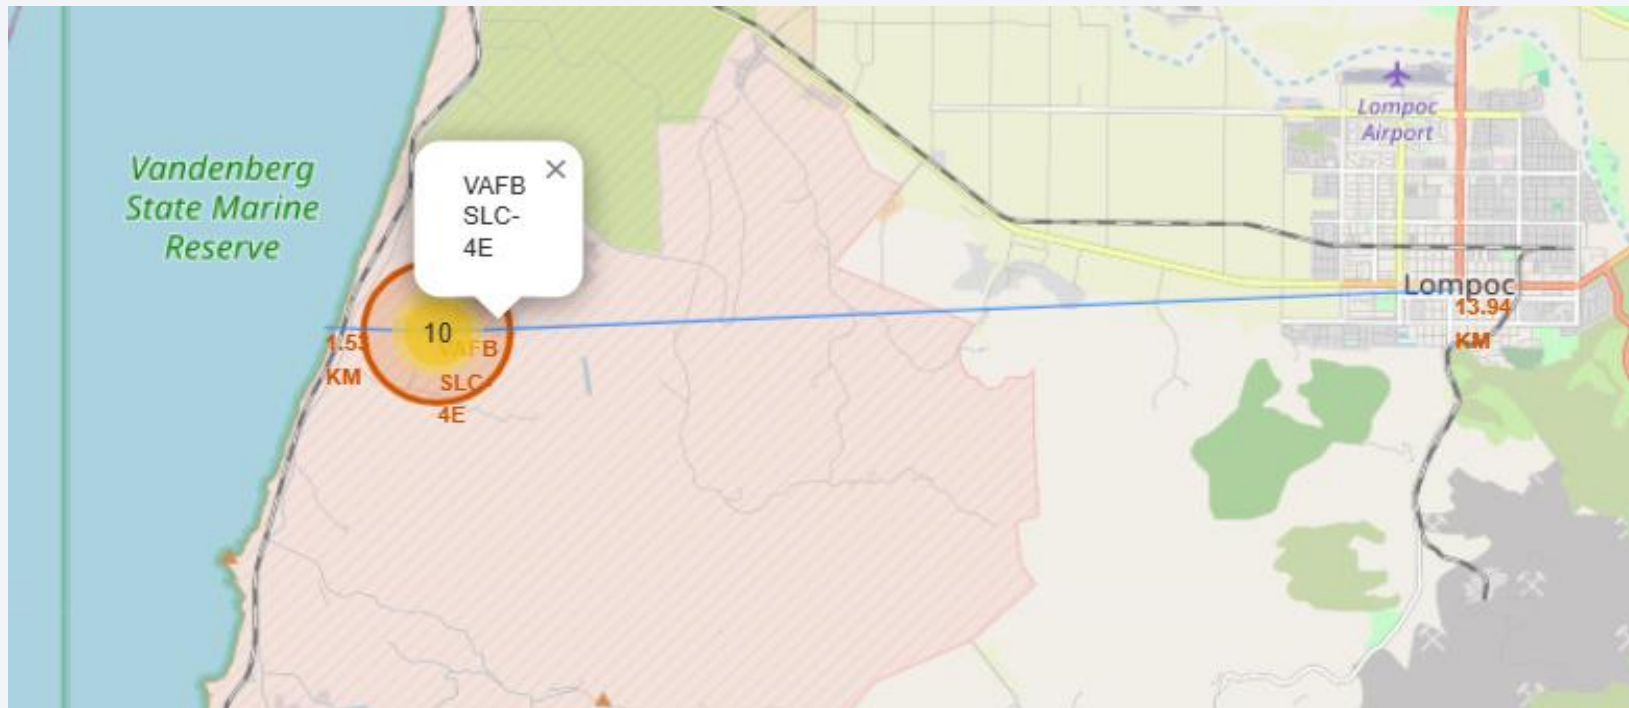 Vandenberg
State Marine
Reserve
VAFB
SLC-
4E
×
10
1.53
KM
VAFB
SLC-
4E
Lompoc
Airport
Lompoc
13.94
KM